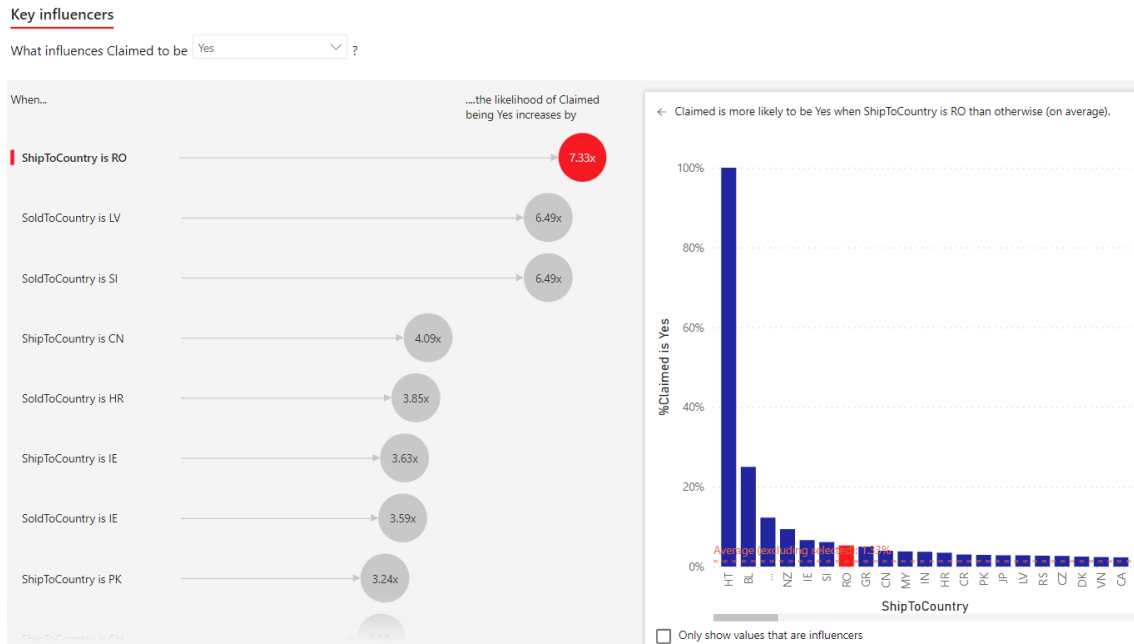 Key influencers
What influences Claimed to be Yes ?
When...
....the likelihood of Claimed
being Yes increases by
ShipToCountry is RO
7.33x
SoldToCountry is LV
6.49x
SoldToCountry is SI
6.49x
ShipToCountry is CN
4.09x
SoldToCountry is HR
3.85x
ShipToCountry is IE
3.63x
SoldToCountry is IE
3.59x
ShipToCountry is PK
3.24x
← Claimed is more likely to be Yes when ShipToCountry is RO than otherwise (on average).
100%
80%
60%
40%
20%
0%
%Claimed is Yes
Average (excluding selected): 1.33%
HT BL ... NZ IE SI RO GR CN MY IN HR CR PK JP LV RS CZ DK VN CA
ShipToCountry
Only show values that are influencers